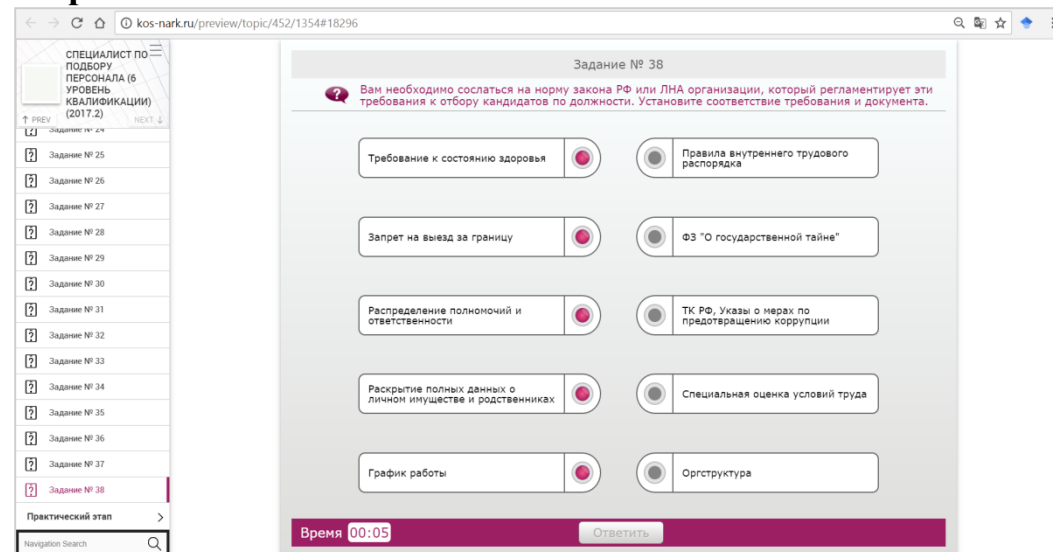 kos-nark.ru/preview/topic/452/1354#18296
СПЕЦИАЛИСТ ПО
ПОДБОРУ
ПЕРСОНАЛА (6
УРОВЕНЬ
КВАЛИФИКАЦИИ)
(2017.2)
↑ PREV
NEXT ↓
Задание № 24
Задание № 25
Задание № 26
Задание № 27
Задание № 28
Задание № 29
Задание № 30
Задание № 31
Задание № 32
Задание № 33
Задание № 34
Задание № 35
Задание № 36
Задание № 37
Задание № 38
Практический этап
Navigation Search
Задание № 38
Вам необходимо сослаться на норму закона РФ или ЛНА организации, который регламентирует эти
требования к отбору кандидатов по должности. Установите соответствие требования и документа.
Требование к состоянию здоровья
Правила внутреннего трудового
распорядка
Запрет на выезд за границу
ФЗ "О государственной тайне"
Распределение полномочий и
ответственности
ТК РФ, Указы о мерах по
предотвращению коррупции
Раскрытие полных данных о
личном имуществе и родственниках
Специальная оценка условий труда
График работы
Оргструктура
Время 00:05
Ответить